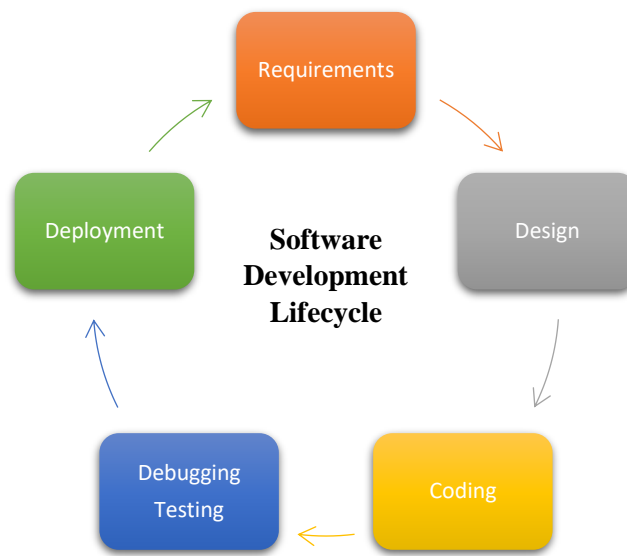 Requirements
Design
Coding
Debugging
Testing
Deployment
Software
Development
Lifecycle